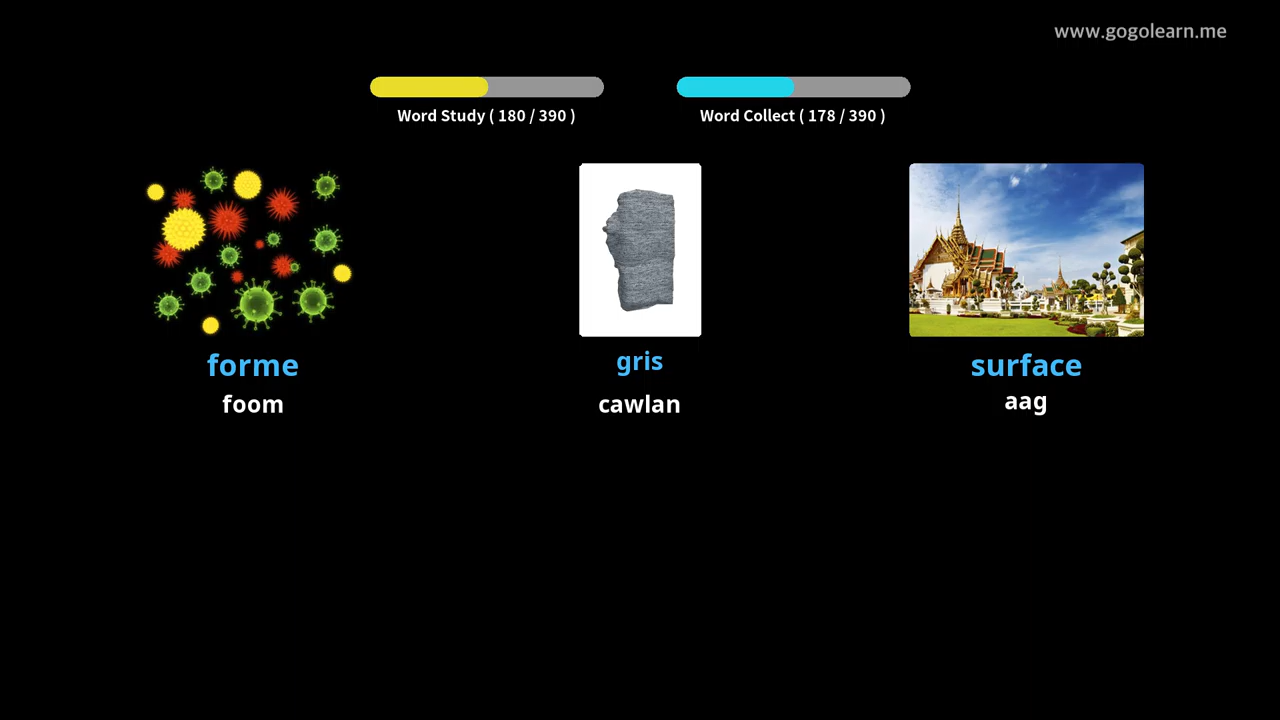 www.gogolearn.me
Word Study ( 180 / 390 )
Word Collect ( 178 / 390 )
forme
foom
gris
cawlan
surface
aag